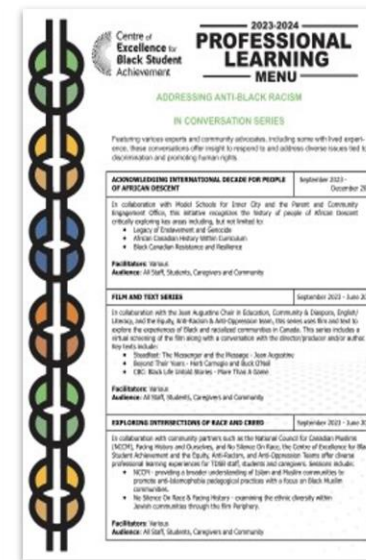 Centre of
Excellence for
Black Student
Achievement
2023-2024
PROFESSIONAL
LEARNING
MENU
ADDRESSING ANTI-BLACK RACISM
IN CONVERSATION SERIES
Featuring various experts and community advocates, including some with lived experi-
ence, these conversations offer insight to respond to and address diverse issues tied to
discrimination and promoting human rights.
ACKNOWLEDGING INTERNATIONAL DECADE FOR PEOPLE
OF AFRICAN DESCENT
September 2023 -
December 20
In collaboration with Model Schools for Inner City and the Parent and Community
Engagement Office, this initiative recognizes the history of people of African Descent
critically exploring key areas including, but not limited to:
• Legacy of Enslavement and Genocide
• African Canadian History Within Curriculum
• Black Canadian Resistance and Resilience
Facilitators: Various
Audience: All Staff, Students, Caregivers and Community
FILM AND TEXT SERIES
September 2023 - June 20
In collaboration with the Jean Augustine Chair in Education, Community & Diaspora, English/
Literacy, and the Equity, Anti-Racism & Anti-Oppression team, this series uses film and text to
explore the experiences of Black and racialized communities in Canada. This series includes a
virtual screening of the film along with a conversation with the director/producer and/or author.
Key texts include:
• Steadfast: The Messenger and the Message - Jean Augustine
• Beyond Their Years - Herb Carnegie and Buck O'Neil
• CBC: Black Life Untold Stories - More Than A Game
Facilitators: Various
Audience: All Staff, Students, Caregivers and Community
EXPLORING INTERSECTIONS OF RACE AND CREED
September 2023 - June 20
In collaboration with community partners such as the National Council for Canadian Muslims
(NCCM), Facing History and Ourselves, and No Silence On Race, the Centre of Excellence for Black
Student Achievement and the Equity, Anti-Racism, and Anti-Oppression Teams offer diverse
professional learning experiences for TDSB staff, students and caregivers. Sessions include:
• NCCM - providing a broader understanding of Islam and Muslim communities to
promote anti-Islamophobia pedagogical practices with a focus on Black Muslim
communities.
• No Silence On Race & Facing History - examining the ethnic diversity within
Jewish communities through the film Periphery.
Facilitators: Various
Audience: All Staff, Students, Caregivers and Community